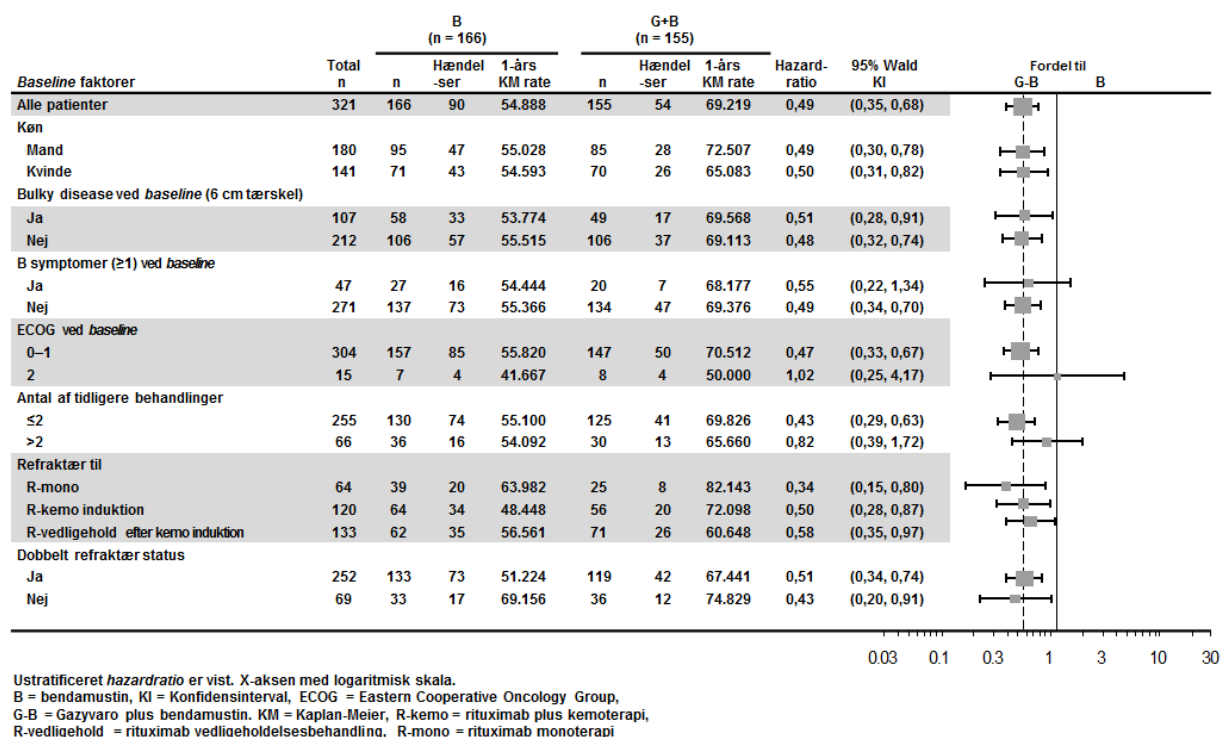 B G+B
(n = 166) (n = 155)
Total Hændel 1-års Hændel 1-års Hazard- 95% Wald Fordel til
Baseline faktorer n n -ser KM rate n -ser KM rate ratio KI G-B B
Alle patienter 321 166 90 54.888 155 54 69.219 0,49 (0,35, 0,68)
Køn
Mand 180 95 47 55.028 85 28 72.507 0,49 (0,30, 0,78)
Kvinde 141 71 43 54.593 70 26 65.083 0,50 (0,31, 0,82)
Bulky disease ved baseline (6 cm tærskel)
Ja 107 58 33 53.774 49 17 69.568 0,51 (0,28, 0,91)
Nej 212 106 57 55.515 106 37 69.113 0,48 (0,32, 0,74)
B symptomer (≥1) ved baseline
Ja 47 27 16 54.444 20 7 68.177 0,55 (0,22, 1,34)
Nej 271 137 73 55.366 134 47 69.376 0,49 (0,34, 0,70)
ECOG ved baseline
0–1 304 157 85 55.820 147 50 70.512 0,47 (0,33, 0,67)
2 15 7 4 41.667 8 4 50.000 1,02 (0,25, 4,17)
Antal af tidligere behandlinger
≤2 255 130 74 55.100 125 41 69.826 0,43 (0,29, 0,63)
>2 66 36 16 54.092 30 13 65.660 0,82 (0,39, 1,72)
Refraktær til
R-mono 64 39 20 63.982 25 8 82.143 0,34 (0,15, 0,80)
R-kemo induktion 120 64 34 48.448 56 20 72.098 0,50 (0,28, 0,87)
R-vedligehold efter kemo induktion 133 62 35 56.561 71 26 60.648 0,58 (0,35, 0,97)
Dobbelt refraktær status
Ja 252 133 73 51.224 119 42 67.441 0,51 (0,34, 0,74)
Nej 69 33 17 69.156 36 12 74.829 0,43 (0,20, 0,91)
0.03 0.1 0.3 1 3 10 30
Ustratificeret hazardratio er vist. X-aksen med logaritmisk skala.
B = bendamustin, KI = Konfidensinterval, ECOG = Eastern Cooperative Oncology Group,
G-B = Gazyvaro plus bendamustin. KM = Kaplan-Meier, R-kemo = rituximab plus kemoterapi,
R-vedligehold = rituximab vedligeholdelsesbehandling, R-mono = rituximab monoterapi